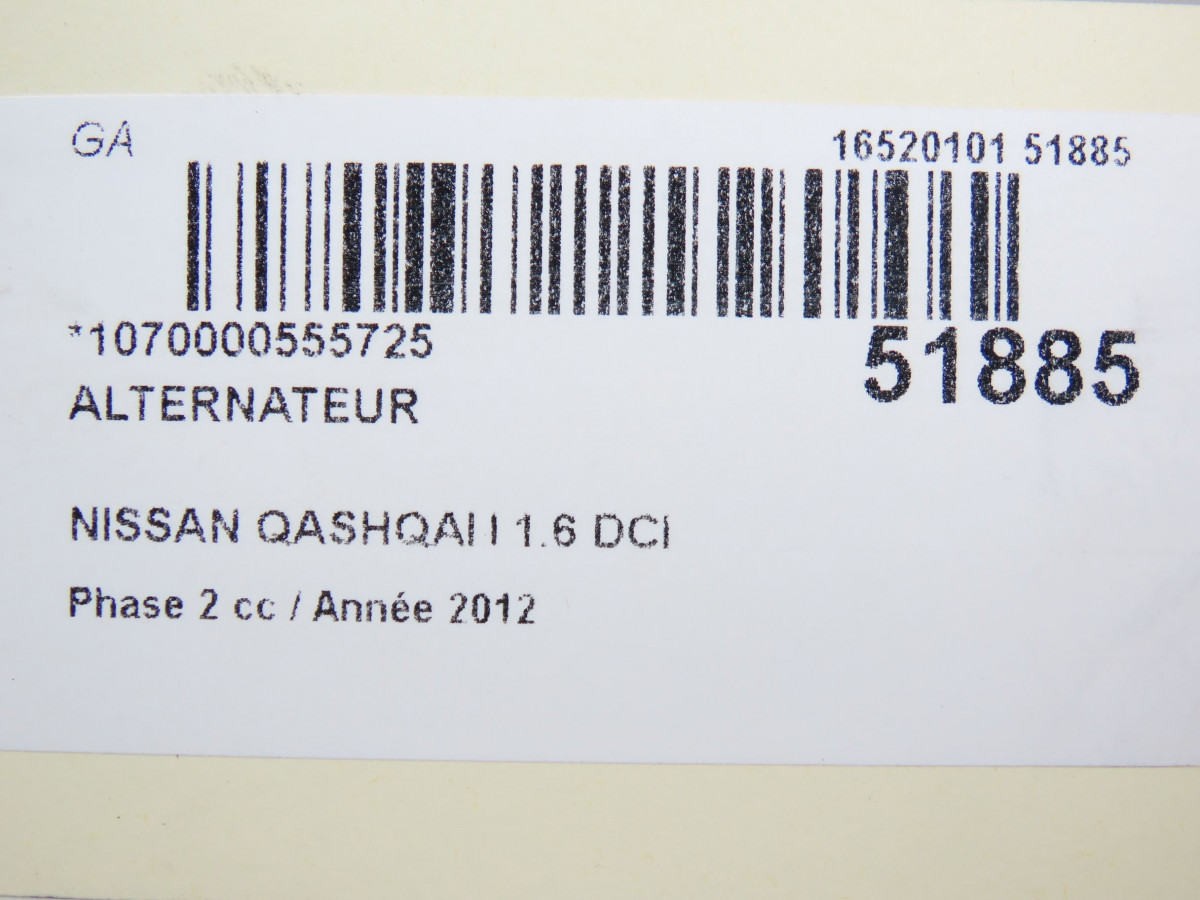 GA
16520101 51885
*1070000555725
51885
ALTERNATEUR
NISSAN QASHQAI I 1.6 DCI
Phase 2 cc / Année 2012